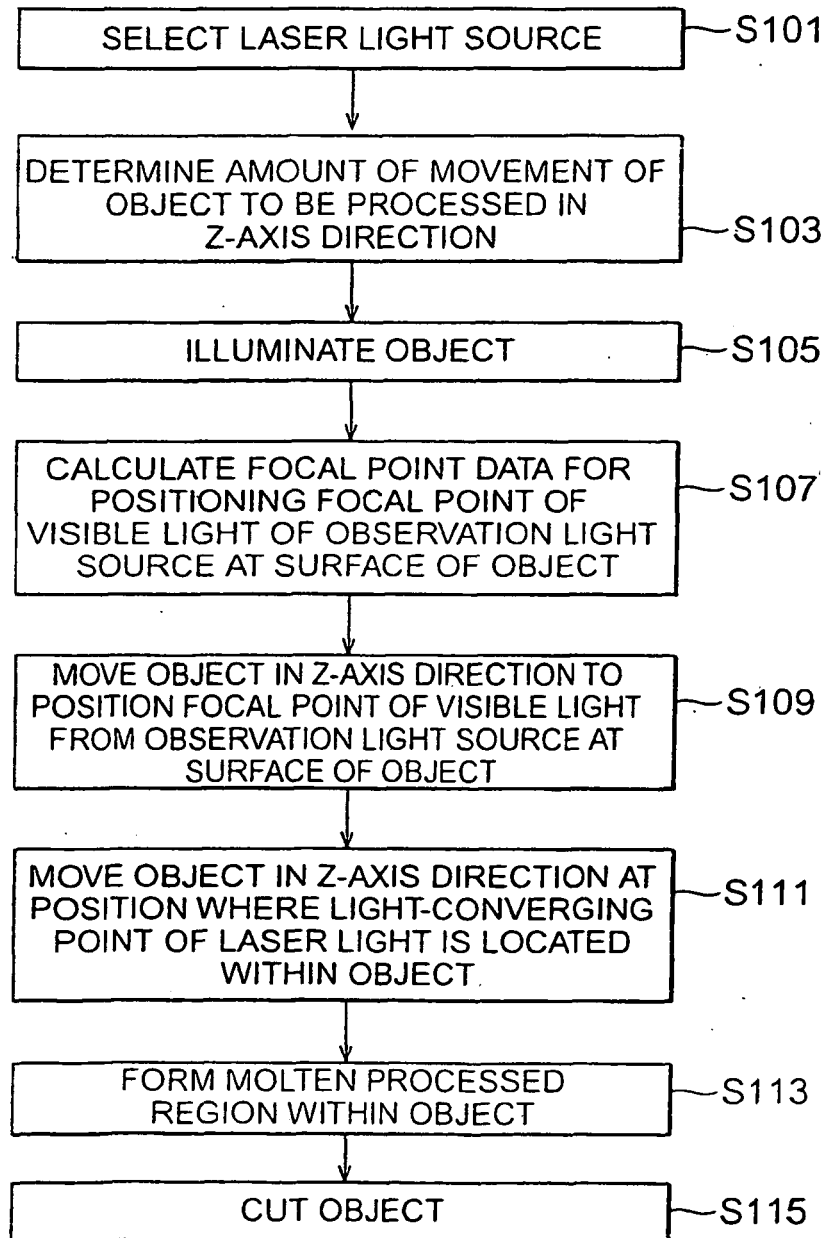 SELECT LASER LIGHT SOURCE
S101
DETERMINE AMOUNT OF MOVEMENT OF
OBJECT TO BE PROCESSED IN
Z-AXIS DIRECTION
S103
ILLUMINATE OBJECT
S105
CALCULATE FOCAL POINT DATA FOR
POSITIONING FOCAL POINT OF
VISIBLE LIGHT OF OBSERVATION LIGHT
SOURCE AT SURFACE OF OBJECT
S107
MOVE OBJECT IN Z-AXIS DIRECTION TO
POSITION FOCAL POINT OF VISIBLE LIGHT
FROM OBSERVATION LIGHT SOURCE AT
SURFACE OF OBJECT
S109
MOVE OBJECT IN Z-AXIS DIRECTION AT
POSITION WHERE LIGHT-CONVERGING
POINT OF LASER LIGHT IS LOCATED
WITHIN OBJECT
S111
FORM MOLTEN PROCESSED
REGION WITHIN OBJECT
S113
CUT OBJECT
S115